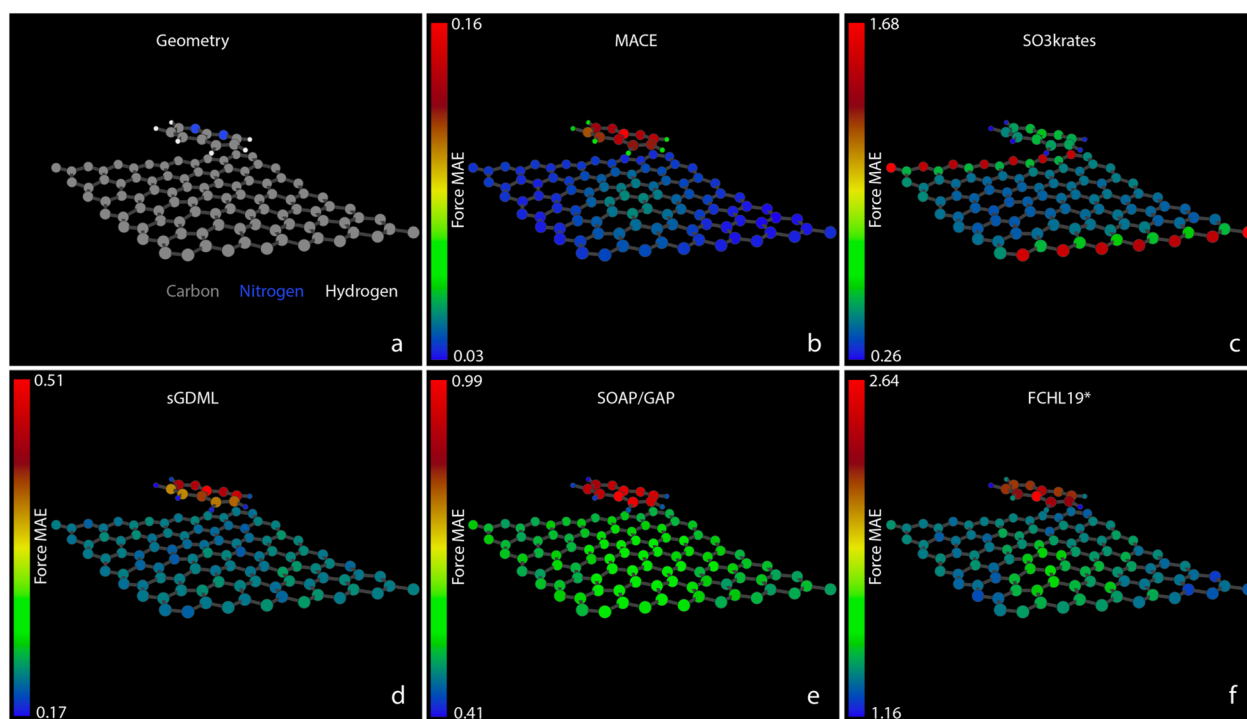 Geometry
Carbon Nitrogen Hydrogen
a
0.16
MACE
Force MAE
0.03
b
1.68
SO3krates
Force MAE
0.26
c
0.51
sGDML
Force MAE
0.17
d
0.99
SOAP/GAP
Force MAE
0.41
e
2.64
FCHL19*
Force MAE
1.16
f